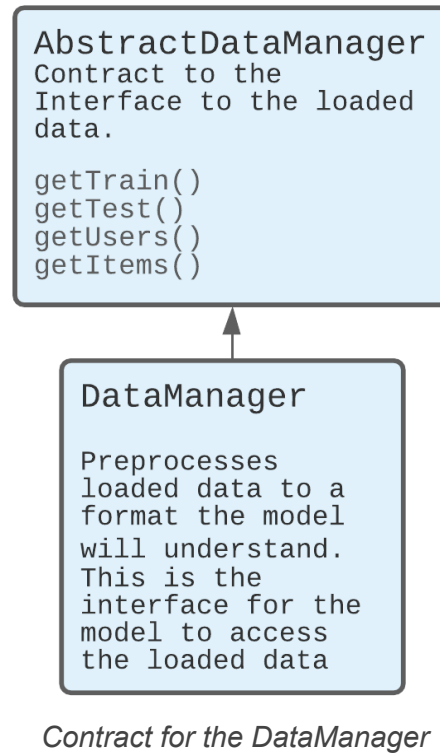 AbstractDataManager
Contract to the
Interface to the loaded
data.
getTrain()
getTest()
getUsers()
getItems()
DataManager
Preprocesses
loaded data to a
format the model
will understand.
This is the
interface for the
model to access
the loaded data
Contract for the DataManager